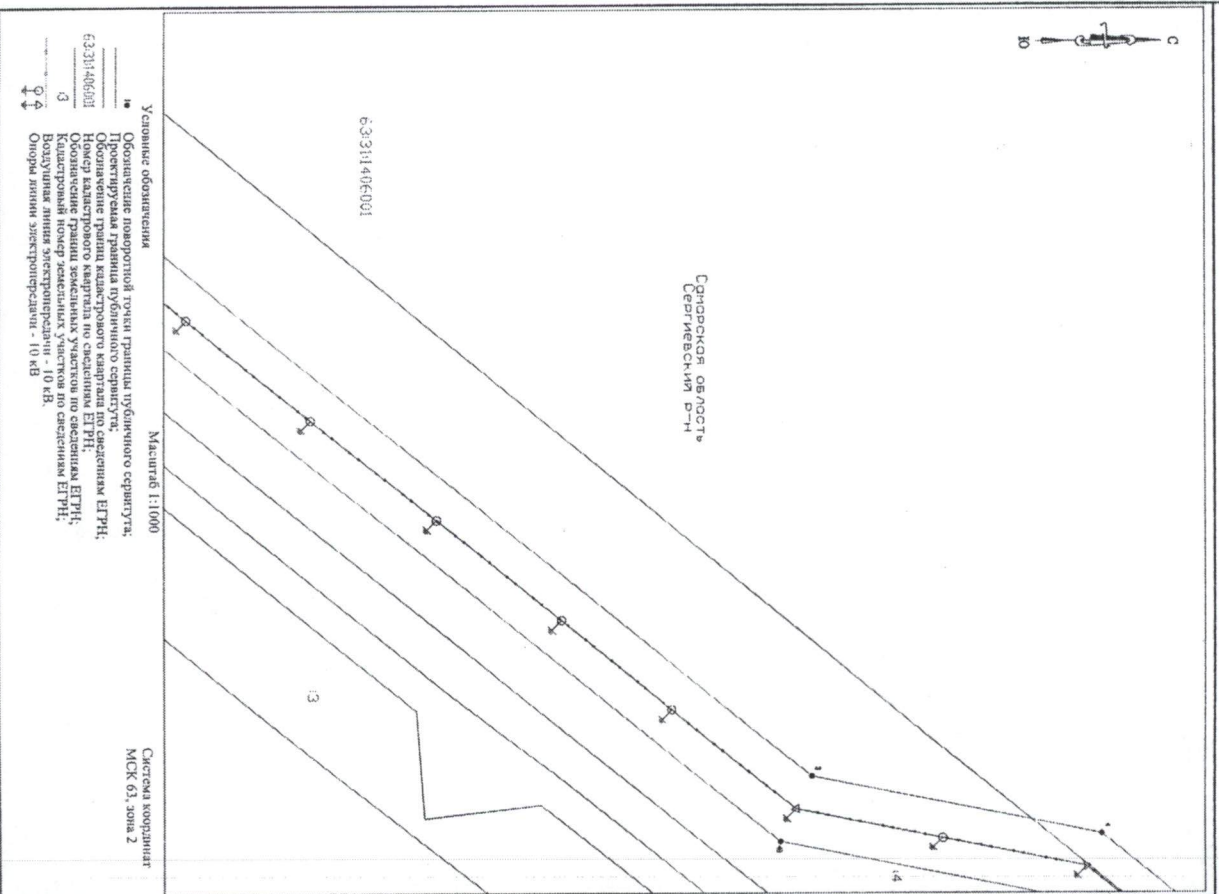 С
Ю
Самарская область
Сергиевский р-н
63:31:1406001
:4
:3
Масштаб 1:1000
Система координат
МСК 63, зона 2
Условные обозначения
Обозначение поворотной точки границы публичного сервитута;
Проектируемая граница публичного сервитута;
Обозначение границ кадастрового квартала по сведениям ЕГРН;
63:31:1406001 Номер кадастрового квартала по сведениям ЕГРН;
Обозначение границ земельных участков по сведениям ЕГРН;
:3 Кадастровый номер земельных участков по сведениям ЕГРН;
Воздушная линия электропередачи - 10 кВ.
Опоры линии электропередачи - 10 кВ